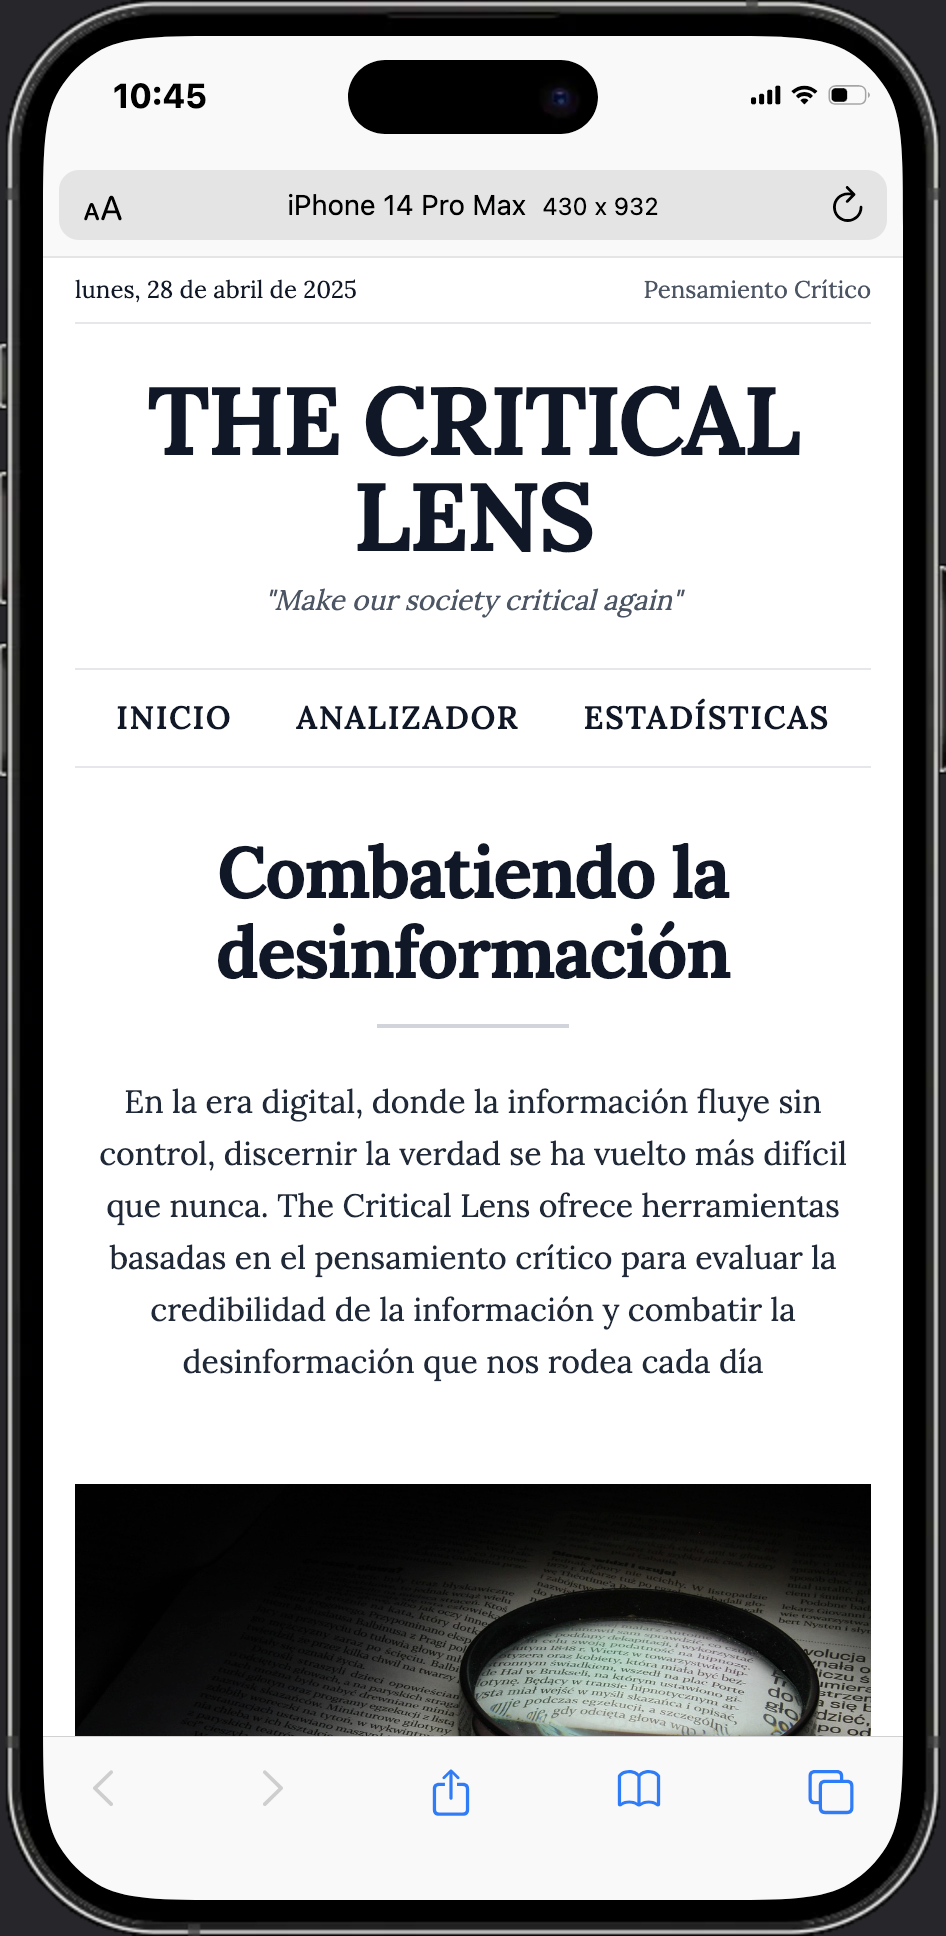 10:45
AA iPhone 14 Pro Max 430 x 932
lunes, 28 de abril de 2025 Pensamiento Crítico
THE CRITICAL
LENS
"Make our society critical again"
INICIO ANALIZADOR ESTADÍSTICAS
Combatiendo la
desinformación
En la era digital, donde la información fluye sin
control, discernir la verdad se ha vuelto más difícil
que nunca. The Critical Lens ofrece herramientas
basadas en el pensamiento crítico para evaluar la
credibilidad de la información y combatir la
desinformación que nos rodea cada día